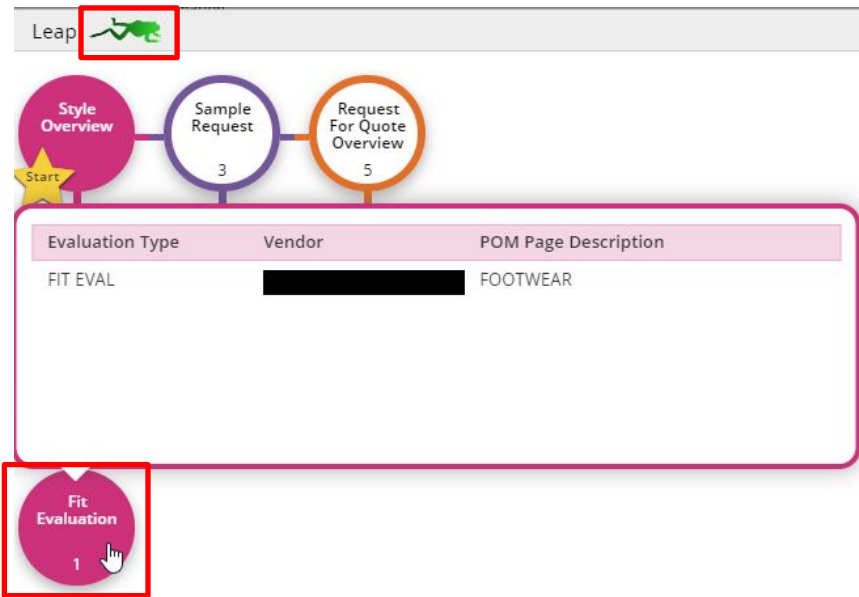 Leap
Style
Overview
Start
Sample
Request
3
Request
For Quote
Overview
5
Evaluation Type Vendor POM Page Description
FIT EVAL FOOTWEAR
Fit
Evaluation
1